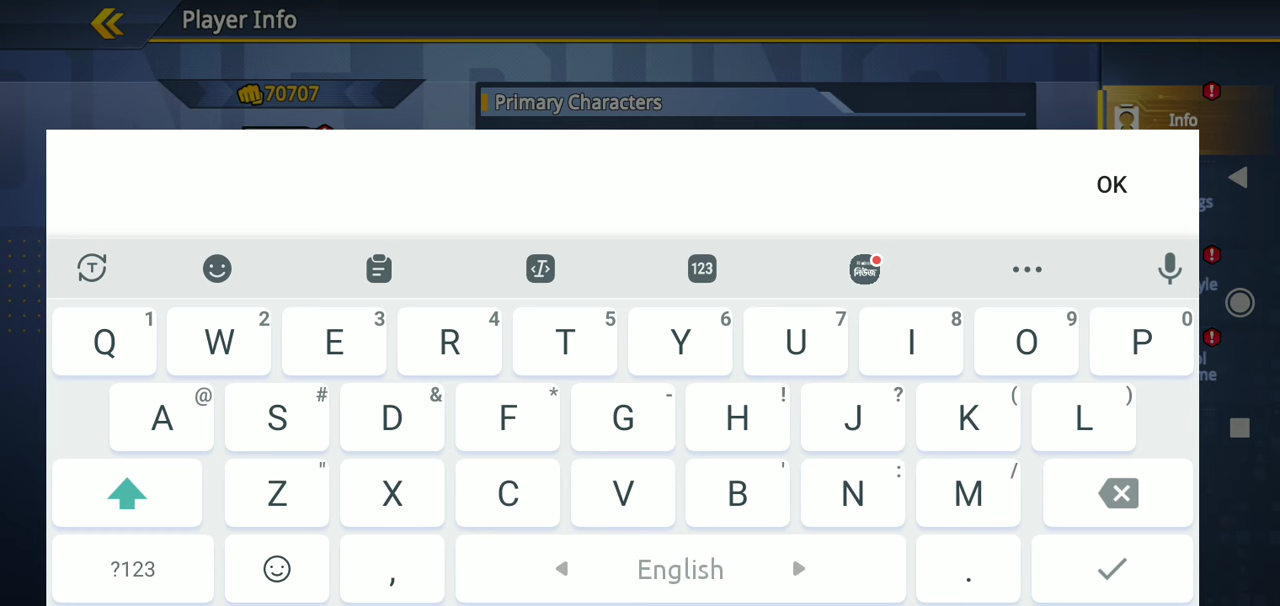 Player Info
70707
Primary Characters
Info
OK
123
নিউজ
Q 1 W 2 E 3 R 4 T 5 Y 6 U 7 I 8 O 9 P 0
A @ S # D & F * G - H ! J ? K ( L )
Z " X C V B ' N : M /
?123 , English .